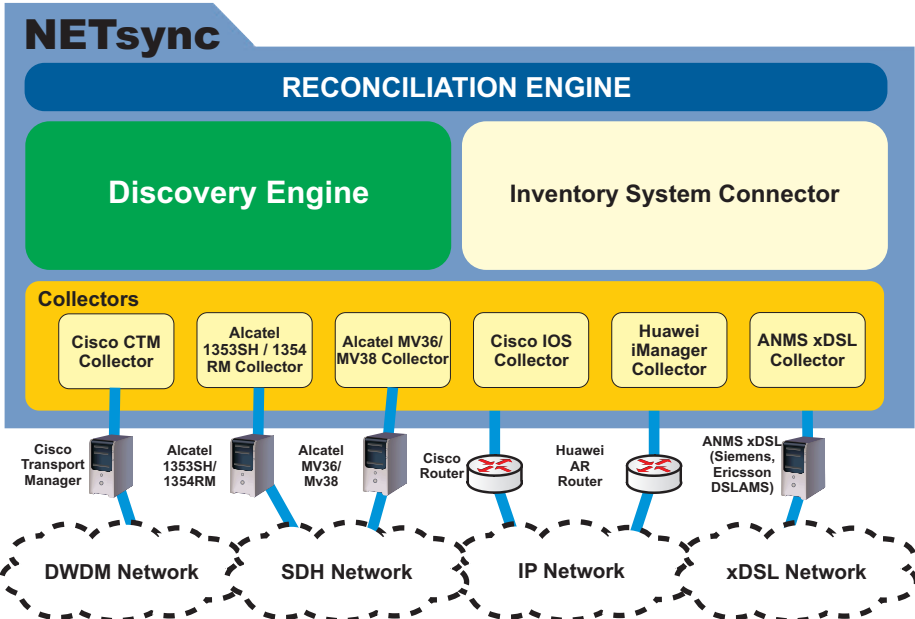 NETsync
RECONCILIATION ENGINE
Discovery Engine
Inventory System Connector
Collectors
Cisco CTM
Collector
Alcatel
1353SH / 1354
RM Collector
Alcatel MV36/
MV38 Collector
Cisco IOS
Collector
Huawei
iManager
Collector
ANMS xDSL
Collector
Cisco
Transport
Manager
Alcatel
1353SH/
1354RM
Alcatel
MV36/
Mv38
Cisco
Router
Huawei
AR
Router
ANMS xDSL
(Siemens,
Ericsson
DSLAMS)
DWDM Network
SDH Network
IP Network
xDSL Network